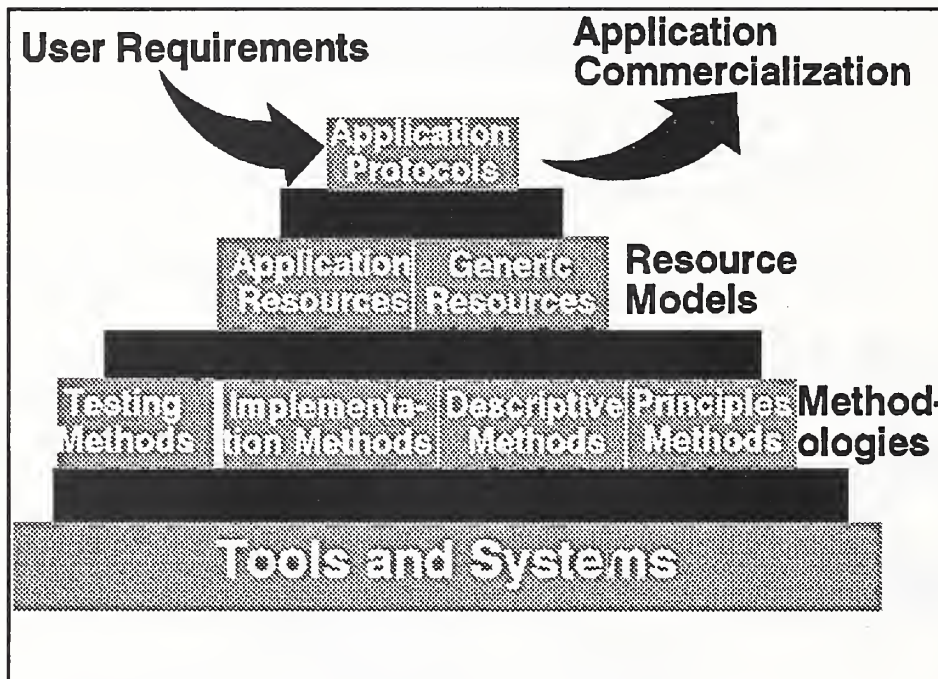 User Requirements
Application
Commercialization
Application
Protocols
Application
Resources
Generic
Resources
Resource
Models
Testing
Methods
Implementa-
tion Methods
Descriptive
Methods
Principles
Methods
Method-
ologies
Tools and Systems